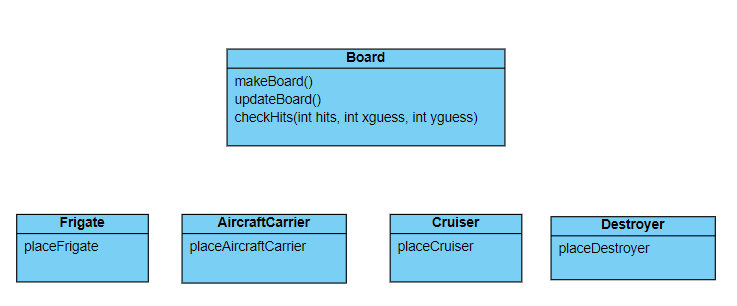 Board
makeBoard()
updateBoard()
checkHits(int hits, int xguess, int yguess)
Frigate
placeFrigate
AircraftCarrier
placeAircraftCarrier
Cruiser
placeCruiser
Destroyer
placeDestroyer